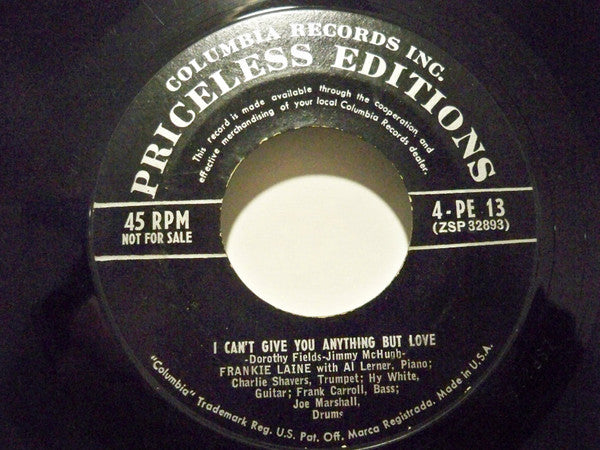 COLUMBIA RECORDS INC.
PRICELESS EDITIONS
This record is made available through the cooperation and
effective merchandising of your local Columbia Records dealer.
45 RPM
NOT FOR SALE
4-PE 13
(ZSP 32893)
I CAN'T GIVE YOU ANYTHING BUT LOVE
-Dorothy Fields-Jimmy McHugh-
FRANKIE LAINE with Al Lerner, Piano;
Charlie Shavers, Trumpet; Hy White,
Guitar; Frank Carroll, Bass;
Joe Marshall,
Drums
"Columbia" Trademark Reg. U.S. Pat. Off. Marca Registrada. Made in U.S.A.